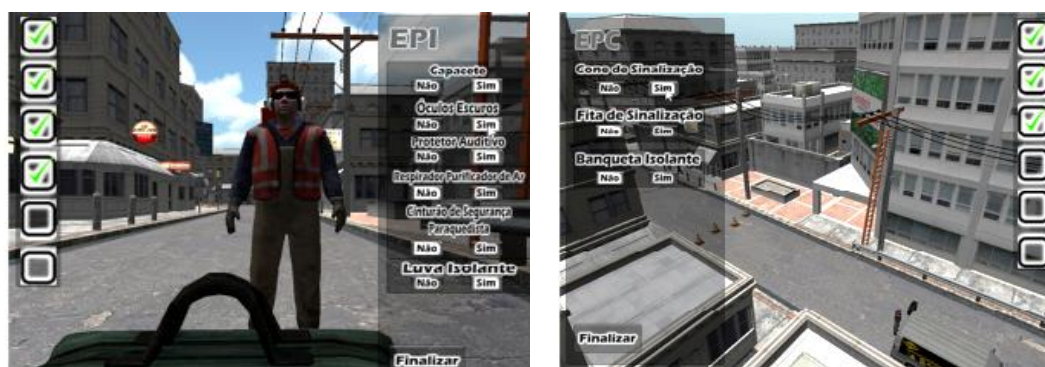 EPI
Capacete
Não Sim
Óculos Escuros
Não Sim
Protetor Auditivo
Não Sim
Respirador Purificador de Ar
Não Sim
Cinturão de Segurança
Paraquedista
Não Sim
Luva Isolante
Não Sim
Finalizar
EPC
Cone de Sinalização
Não Sim
Fita de Sinalização
Não Sim
Banqueta Isolante
Não Sim
Finalizar